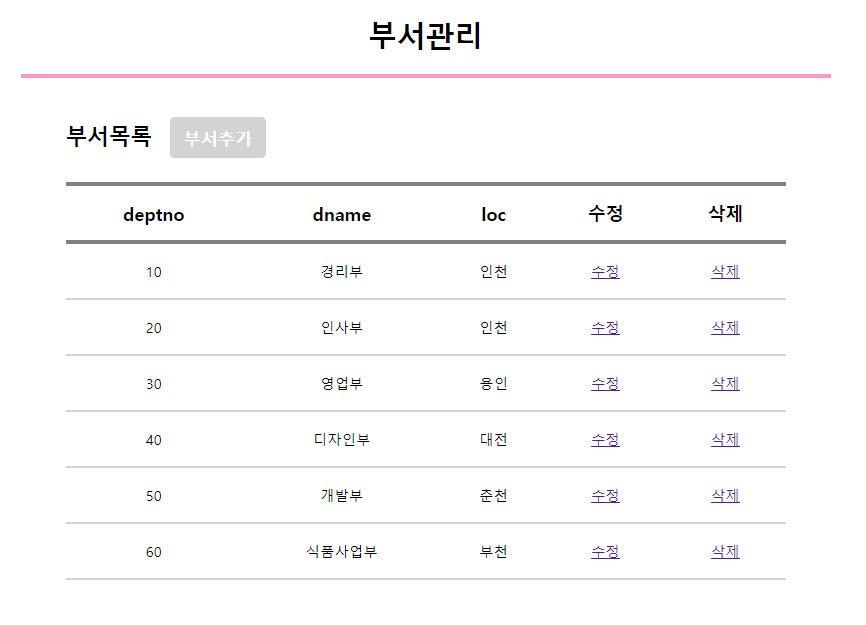 부서관리
부서목록 부서추가
deptno dname loc 수정 삭제
10 경리부 인천 수정 삭제
20 인사부 인천 수정 삭제
30 영업부 용인 수정 삭제
40 디자인부 대전 수정 삭제
50 개발부 춘천 수정 삭제
60 식품사업부 부천 수정 삭제